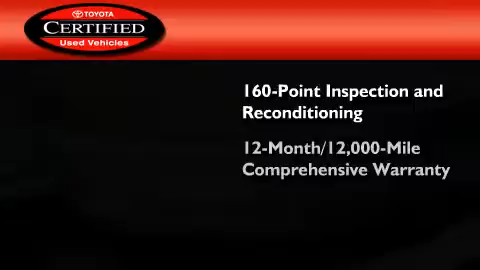 TOYOTA
CERTIFIED
Used Vehicles
160-Point Inspection and
Reconditioning
12-Month/12,000-Mile
Comprehensive Warranty